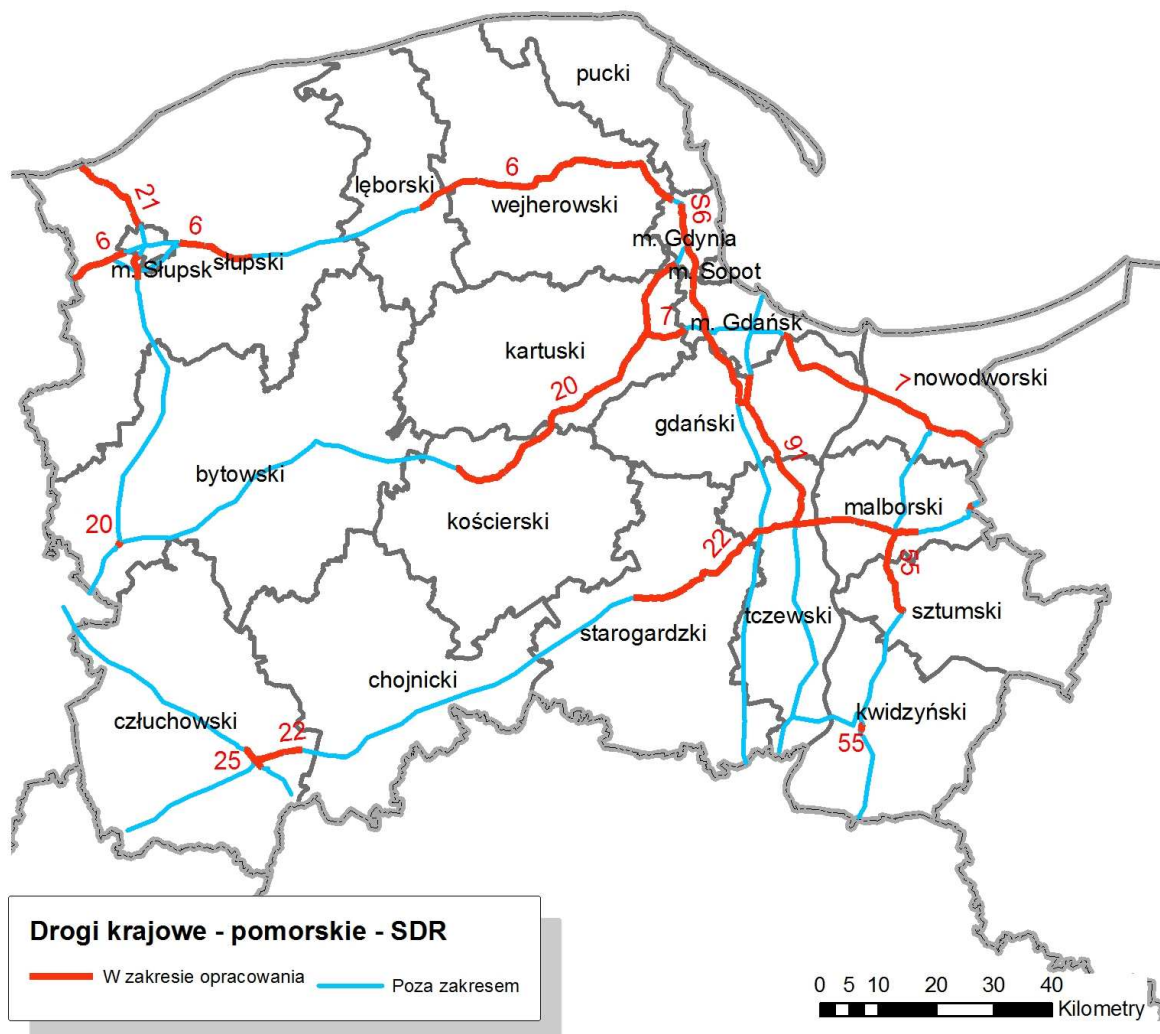 pucki
lęborski
6
wejherowski
21
S6
6
6
m. Gdynia
m. Słupsk
słupski
m. Sopot
7
m. Gdańsk
kartuski
7
nowodworski
20
gdański
91
bytowski
malborski
20
kościerski
22
55
sztumski
starogardzki
tczewski
chojnicki
człuchowski
22
kwidzyński
25
55
Drogi krajowe - pomorskie - SDR
W zakresie opracowania
Poza zakresem
0 5 10 20 30 40
Kilometry